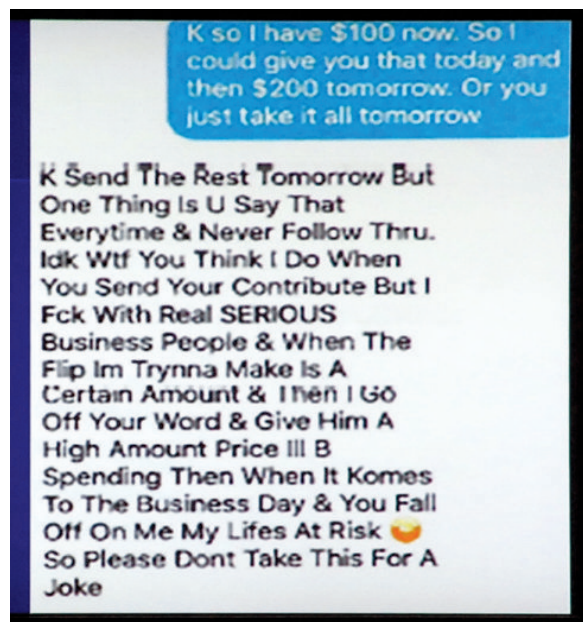 K so I have $100 now. So I
could give you that today and
then $200 tomorrow. Or you
just take it all tomorrow
K Send The Rest Tomorrow But
One Thing Is U Say That
Everytime & Never Follow Thru.
Idk Wtf You Think I Do When
You Send Your Contribute But I
Fck With Real SERIOUS
Business People & When The
Flip Im Trynna Make Is A
Certain Amount & Then I Go
Off Your Word & Give Him A
High Amount Price Ill B
Spending Then When It Komes
To The Business Day & You Fall
Off On Me My Lifes At Risk
So Please Dont Take This For A
Joke